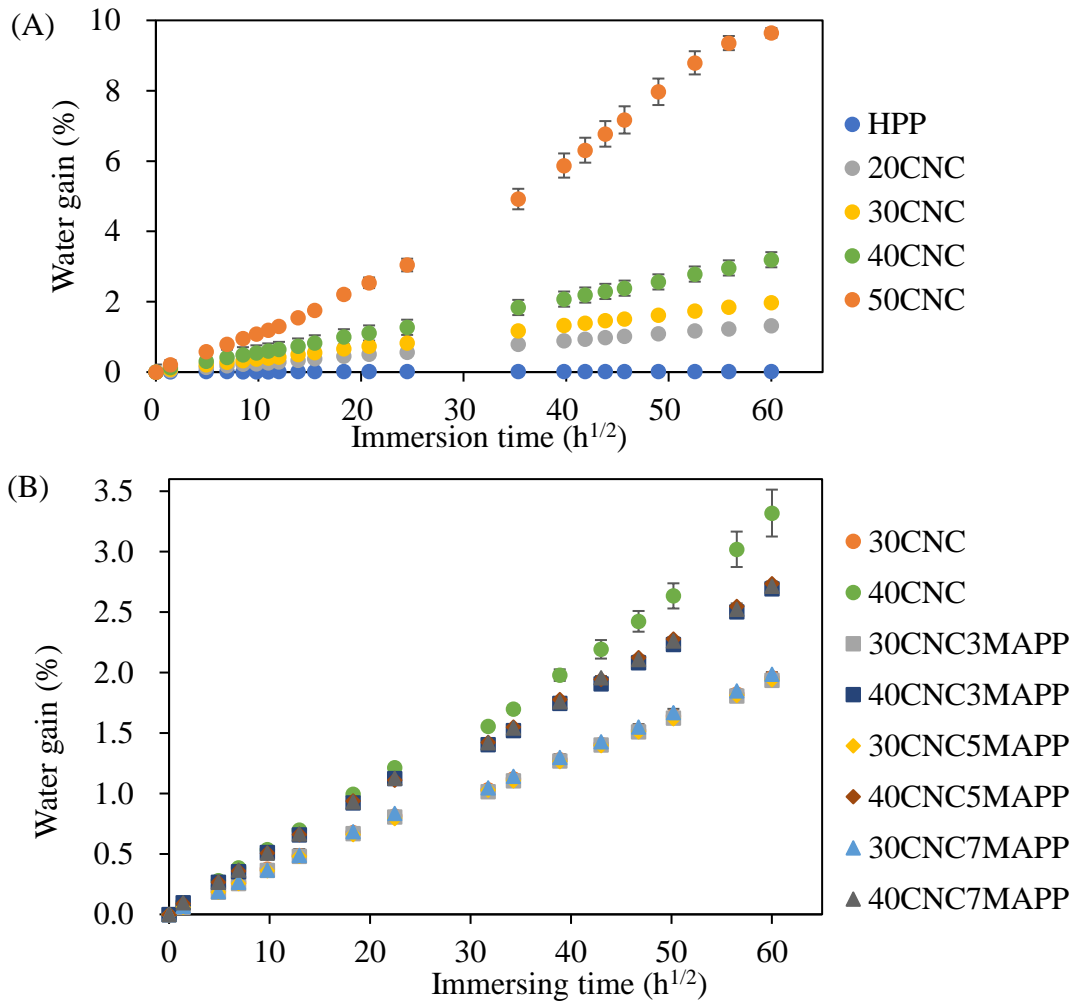 (A)
Water gain (%)
10
8
6
4
2
0
0 10 20 30 40 50 60
Immersion time (h1/2)
HPP
20CNC
30CNC
40CNC
50CNC
(B)
Water gain (%)
3.5
3.0
2.5
2.0
1.5
1.0
0.5
0.0
0 10 20 30 40 50 60
Immersing time (h1/2)
30CNC
40CNC
30CNC3MAPP
40CNC3MAPP
30CNC5MAPP
40CNC5MAPP
30CNC7MAPP
40CNC7MAPP